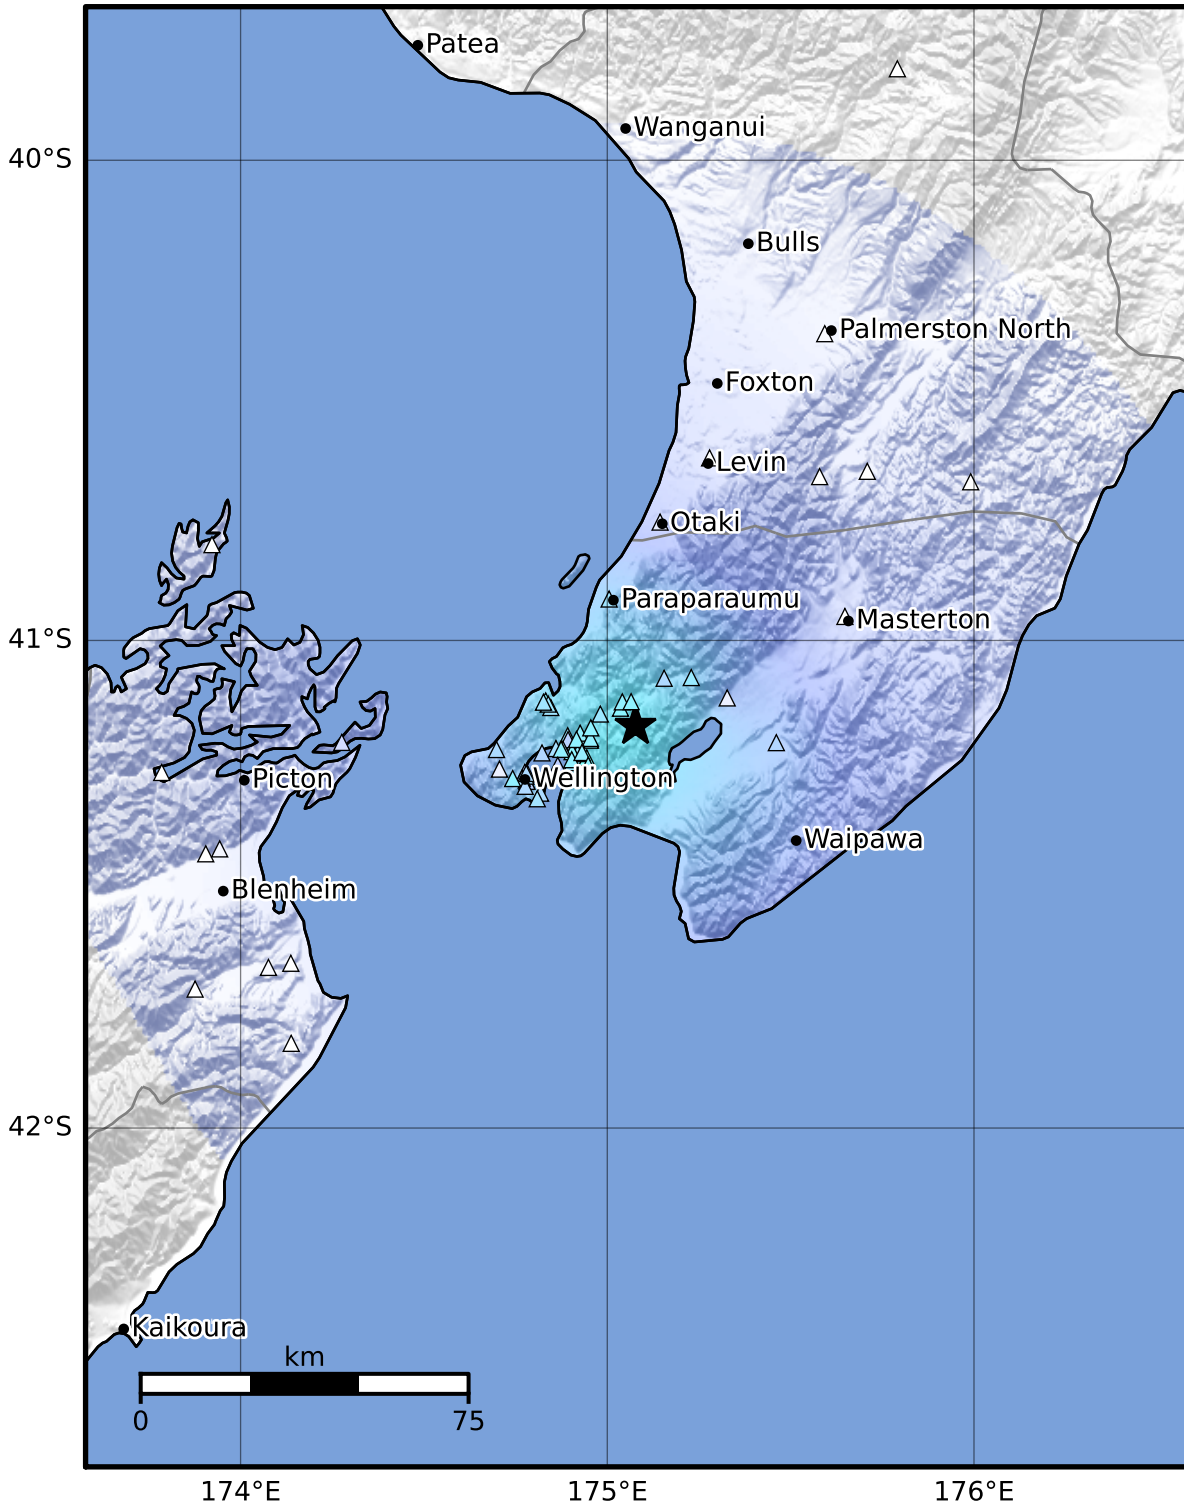 Patea
Wanganui
40°S
Bulls
Palmerston North
Foxton
Levin
Otaki
Paraparaumu
Masterton
41°S
Wellington
Picton
Waipawa
Blenheim
42°S
Kaikoura
km
0 75
174°E 175°E 176°E